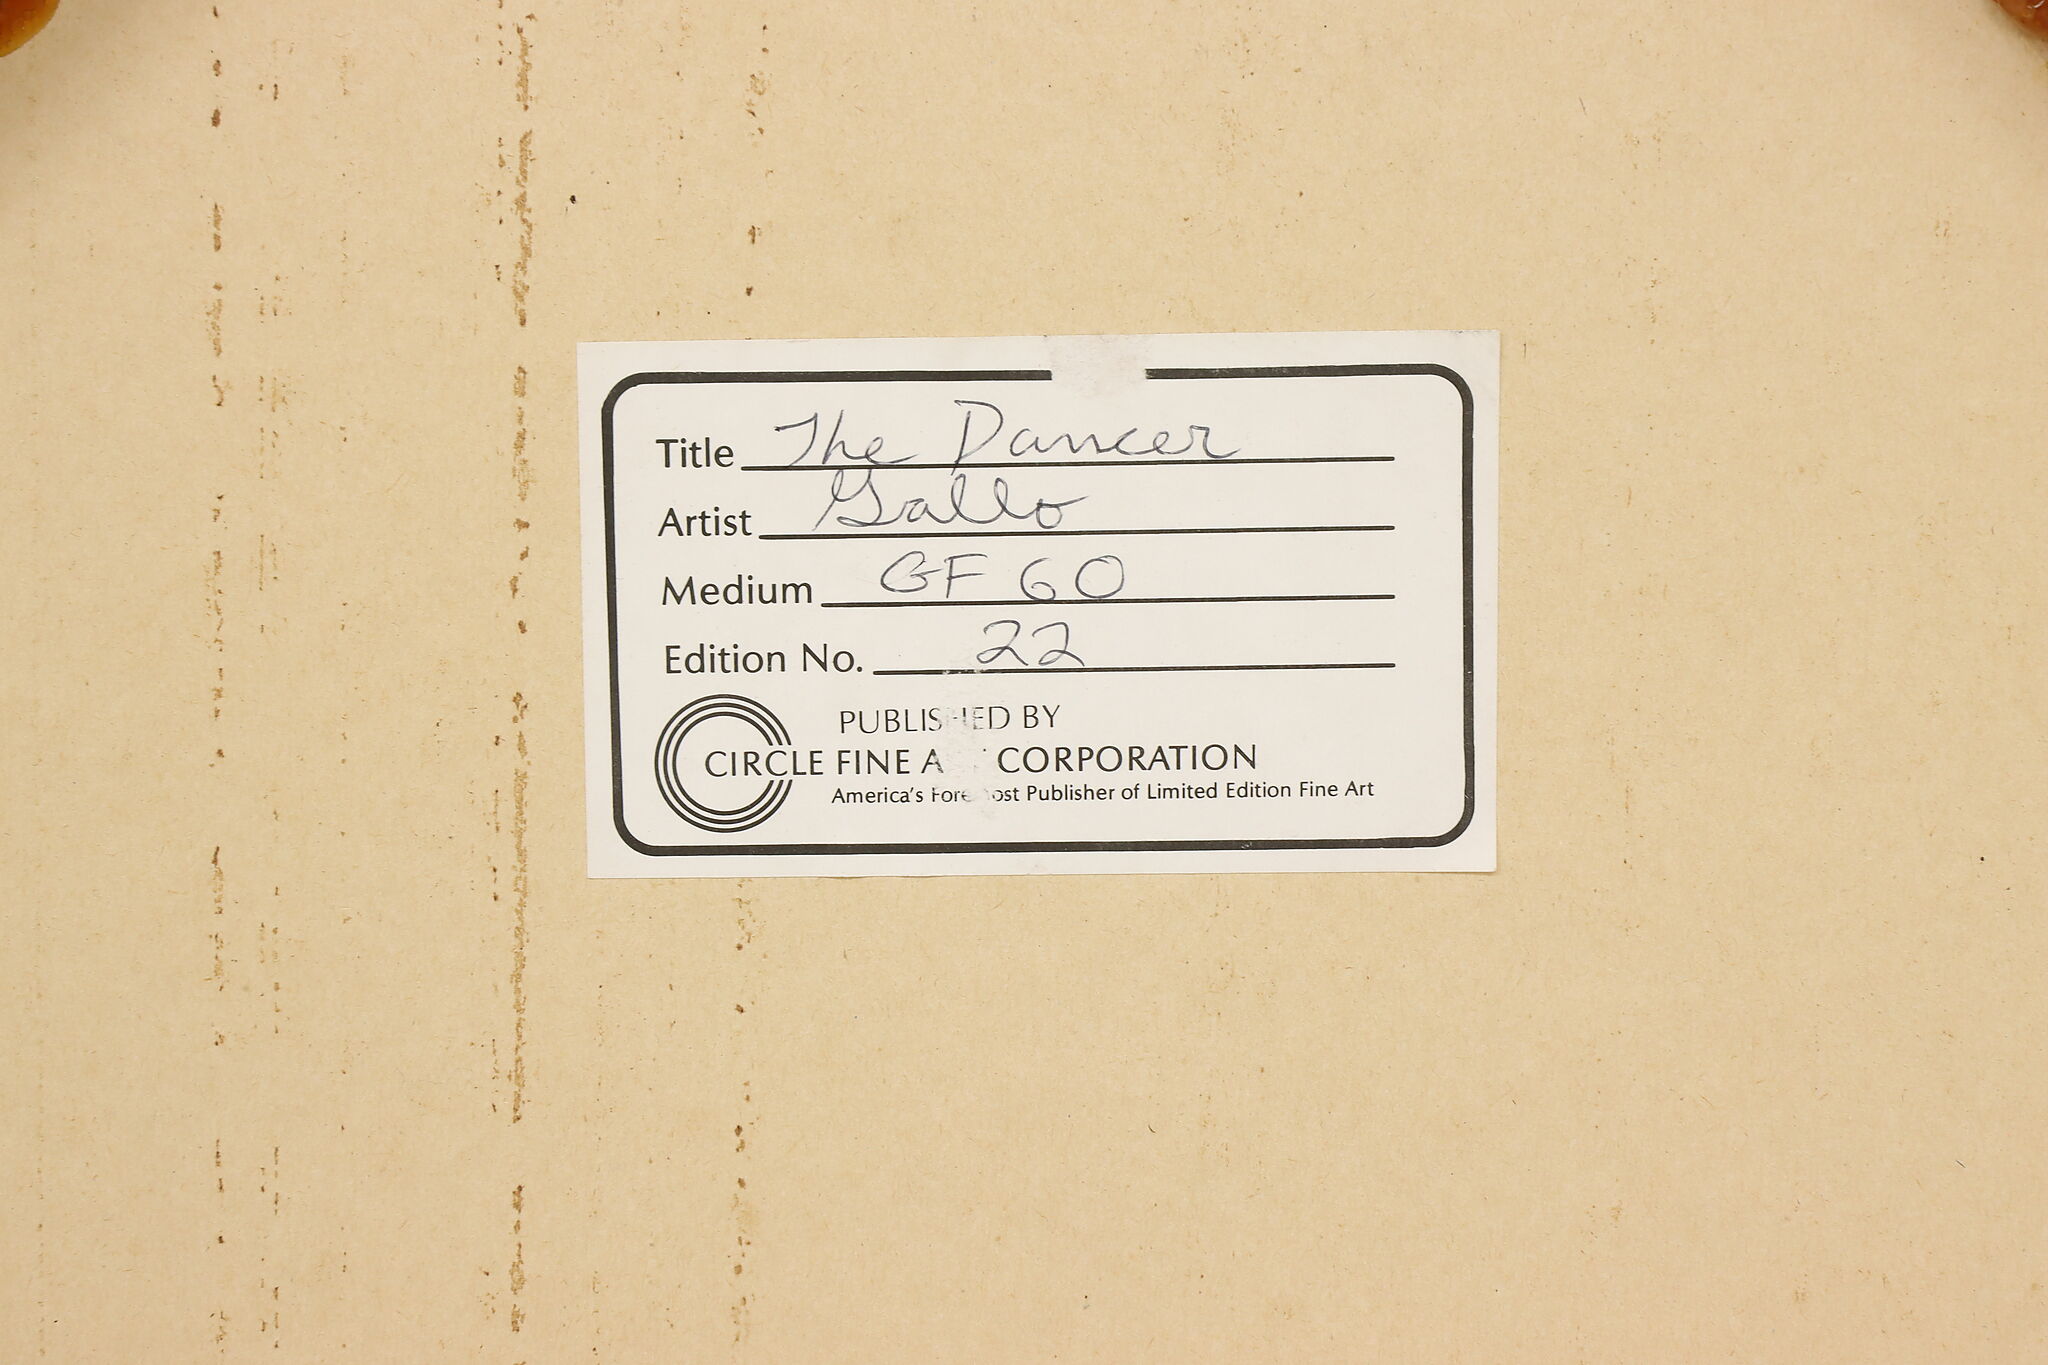 Title The Dancer
Artist Gallo
Medium GF 60
Edition No. 22
PUBLISHED BY
CIRCLE FINE A CORPORATION
America's Foremost Publisher of Limited Edition Fine Art